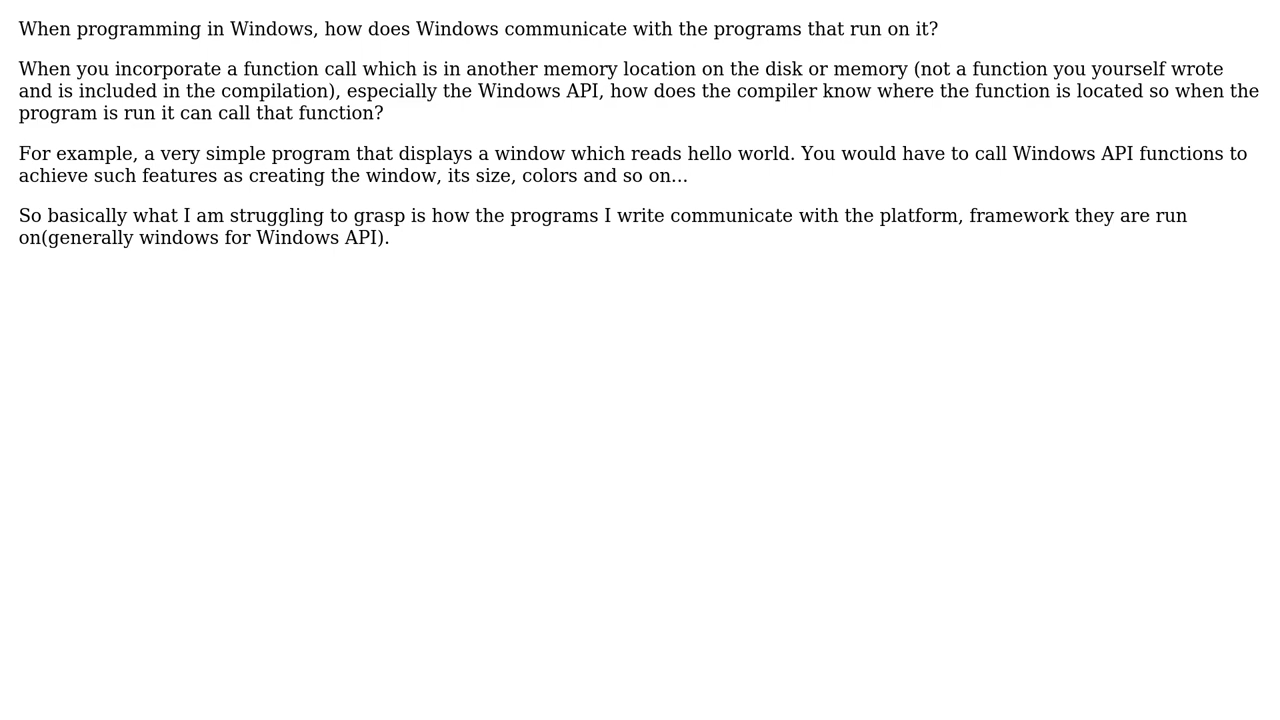 When programming in Windows, how does Windows communicate with the programs that run on it?
When you incorporate a function call which is in another memory location on the disk or memory (not a function you yourself wrote
and is included in the compilation), especially the Windows API, how does the compiler know where the function is located so when the
program is run it can call that function?
For example, a very simple program that displays a window which reads hello world. You would have to call Windows API functions to
achieve such features as creating the window, its size, colors and so on...
So basically what I am struggling to grasp is how the programs I write communicate with the platform, framework they are run
on(generally windows for Windows API).